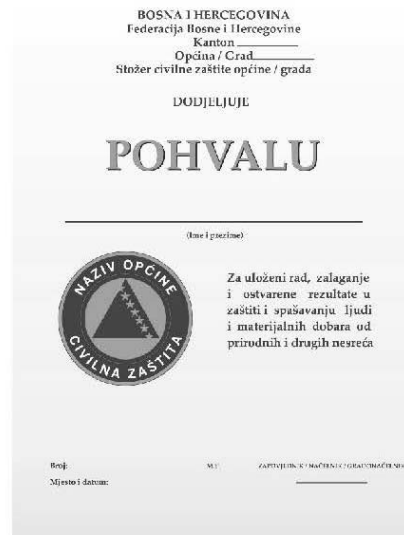 BOSNA I HERCEGOVINA
Federacija Bosne i Hercegovine
Kanton
Općina / Grad
Stožer civilne zaštite općine / grada
DODJELJUJE
POHVALU
(Ime i prezime)
NAZIV OPĆINE
CIVILNA ZAŠTITA
Za uloženi rad, zalaganje
i ostvarene rezultate u
zaštiti i spašavanju ljudi
i materijalnih dobara od
prirodnih i drugih nesreća
Broj:
Mjesto i datum: